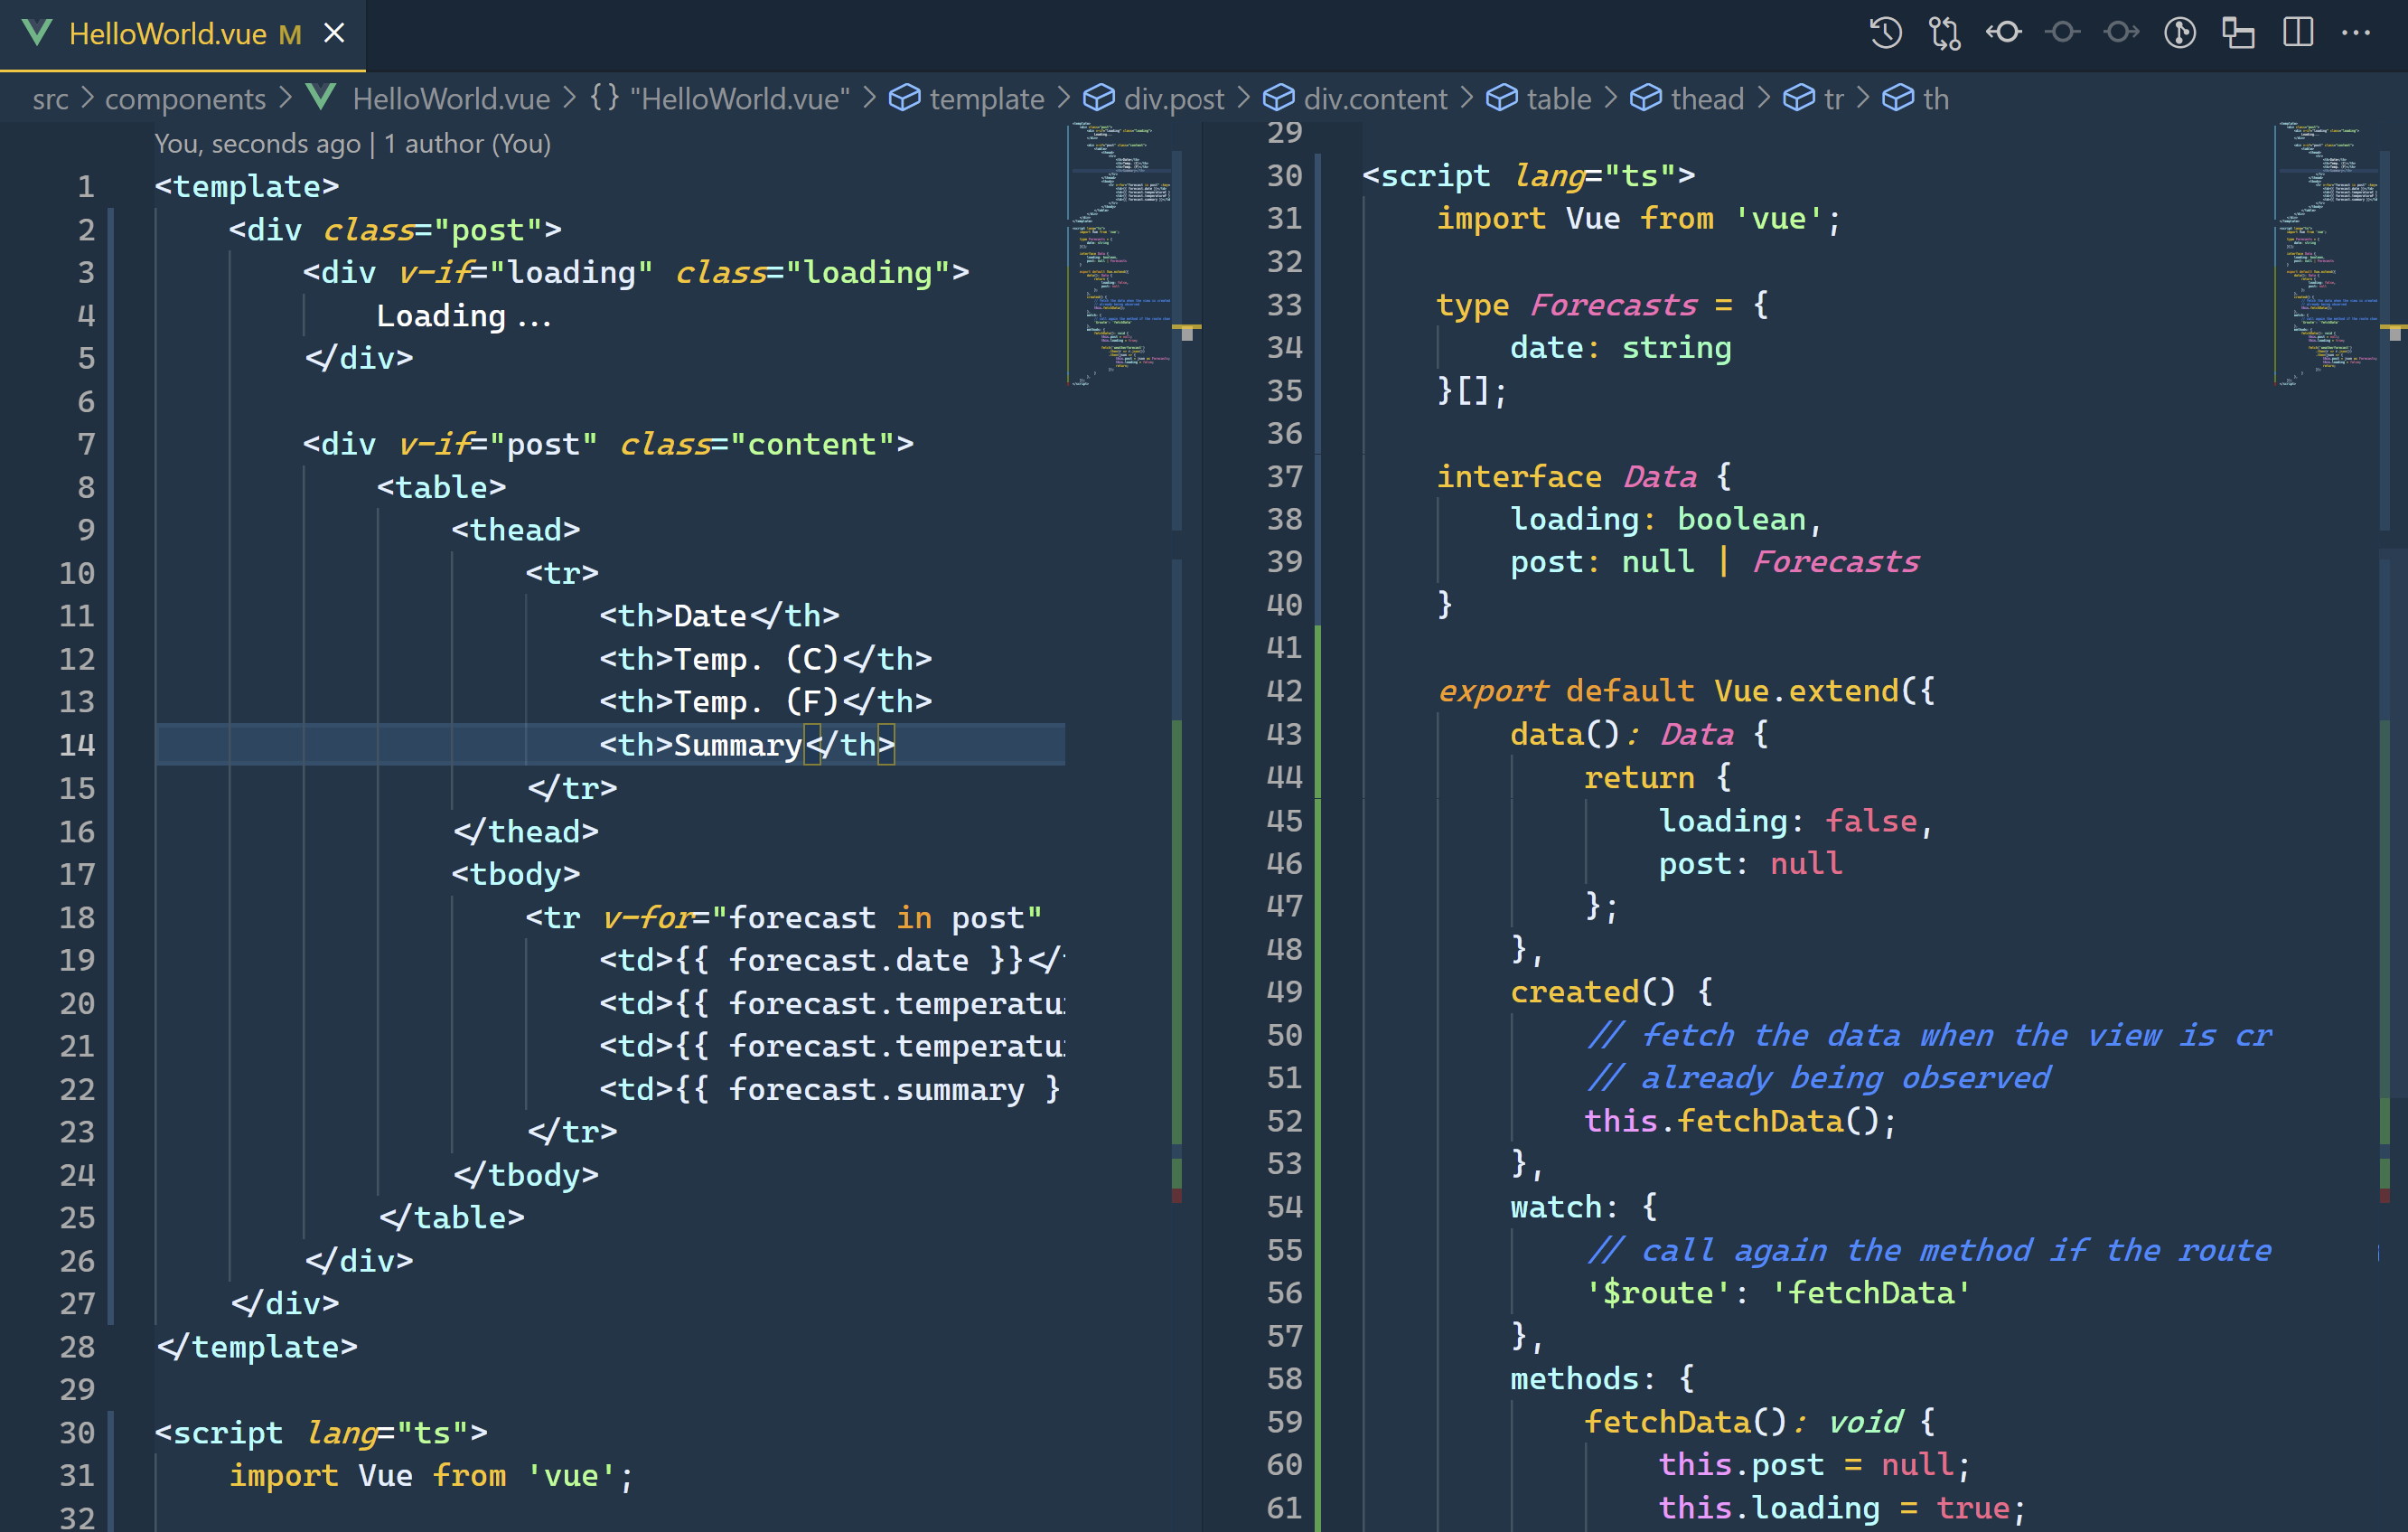 HelloWorld.vue M
src > components > HelloWorld.vue > {} "HelloWorld.vue" > template > div.post > div.content > table > thead > tr > th
You, seconds ago | 1 author (You)
1 <template>
2 <div class="post">
3 <div v-if="loading" class="loading">
4 Loading...
5 </div>
6
7 <div v-if="post" class="content">
8 <table>
9 <thead>
10 <tr>
11 <th>Date</th>
12 <th>Temp. (C)</th>
13 <th>Temp. (F)</th>
14 <th>Summary</th>
15 </tr>
16 </thead>
17 <tbody>
18 <tr v-for="forecast in post"
19 <td>{{ forecast.date }}</
20 <td>{{ forecast.temperatu
21 <td>{{ forecast.temperatu
22 <td>{{ forecast.summary }
23 </tr>
24 </tbody>
25 </table>
26 </div>
27 </div>
28 </template>
29
30 <script lang="ts">
31 import Vue from 'vue';
32
29
30 <script lang="ts">
31 import Vue from 'vue';
32
33 type Forecasts = {
34 date: string
35 }[];
36
37 interface Data {
38 loading: boolean,
39 post: null | Forecasts
40 }
41
42 export default Vue.extend({
43 data(): Data {
44 return {
45 loading: false,
46 post: null
47 };
48 },
49 created() {
50 // fetch the data when the view is cr
51 // already being observed
52 this.fetchData();
53 },
54 watch: {
55 // call again the method if the route
56 '$route': 'fetchData'
57 },
58 methods: {
59 fetchData(): void {
60 this.post = null;
61 this.loading = true;